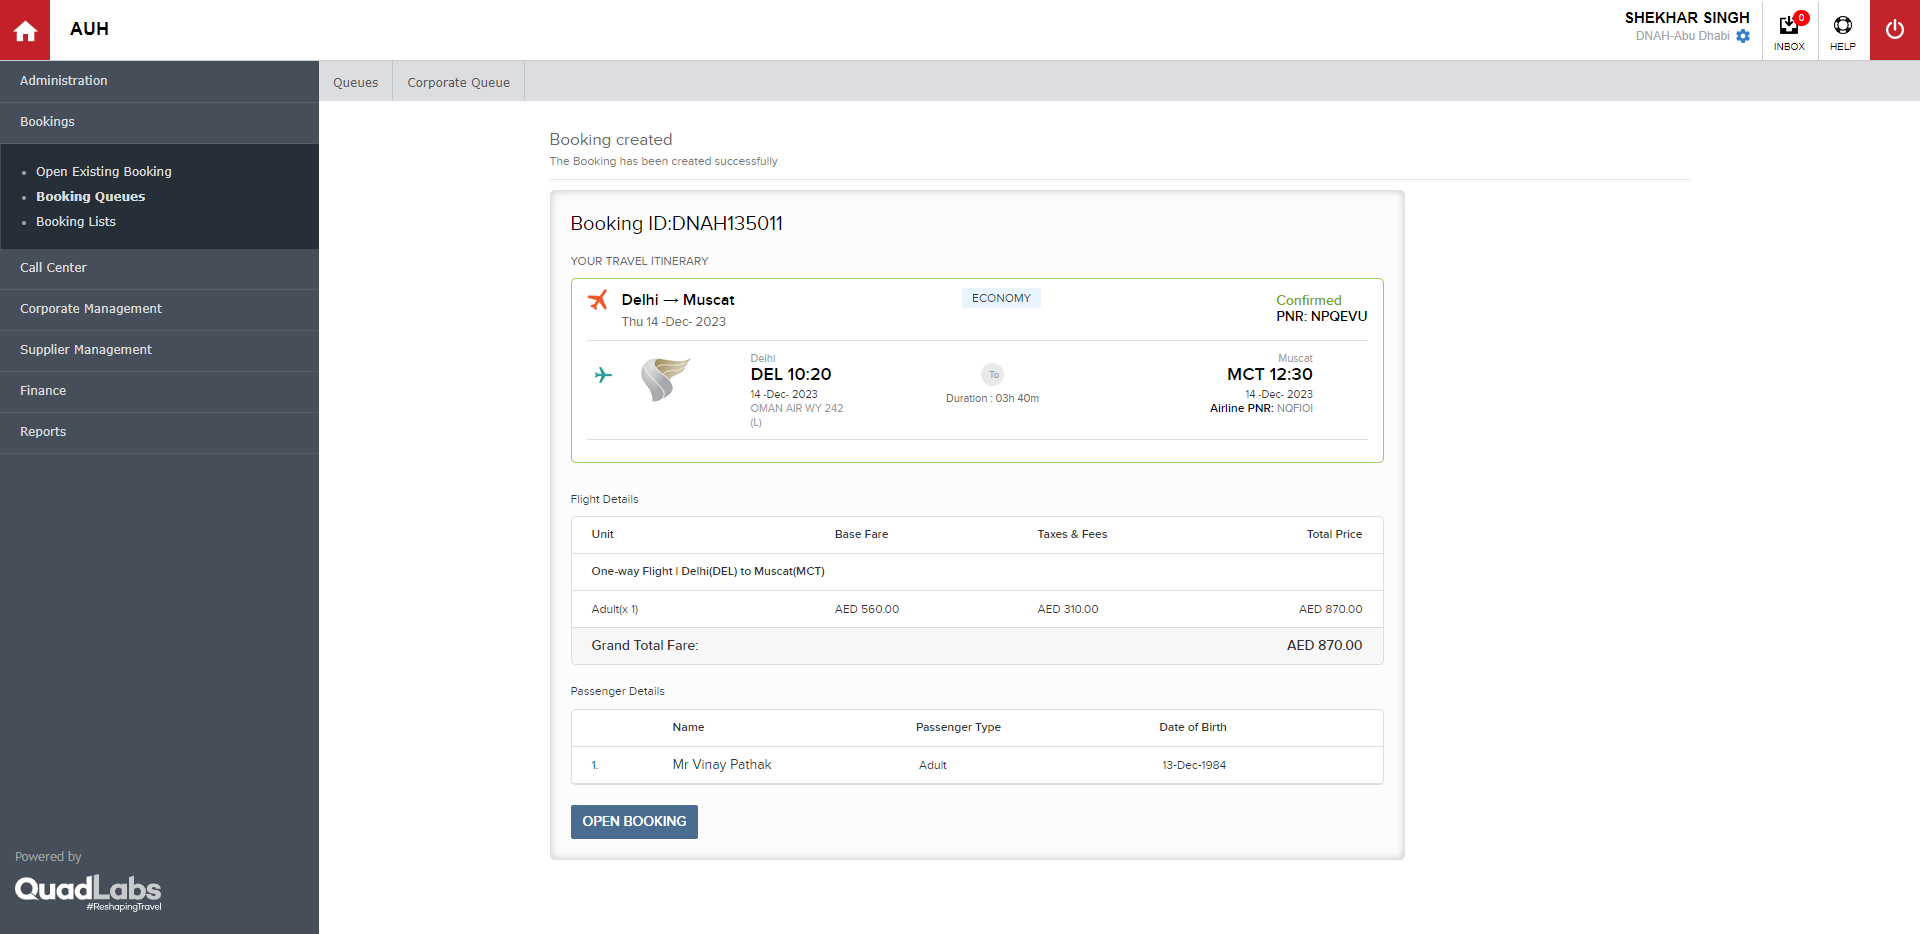 AUH
SHEKHAR SINGH
DNAH-Abu Dhabi
0
INBOX
HELP
Administration
Bookings
Open Existing Booking
Booking Queues
Booking Lists
Call Center
Corporate Management
Supplier Management
Finance
Reports
Powered by
QuadLabs
#ReshapingTravel
Queues
Corporate Queue
Booking created
The Booking has been created successfully
Booking ID:DNAH135011
YOUR TRAVEL ITINERARY
Delhi → Muscat
Thu 14 -Dec- 2023
ECONOMY
Confirmed
PNR: NPQEVU
Delhi
DEL 10:20
14 -Dec- 2023
OMAN AIR WY 242
(L)
To
Duration : 03h 40m
Muscat
MCT 12:30
14 -Dec- 2023
Airline PNR: NQFIOI
Flight Details
Unit Base Fare Taxes & Fees Total Price
One-way Flight | Delhi(DEL) to Muscat(MCT)
Adult(x 1) AED 560.00 AED 310.00 AED 870.00
Grand Total Fare: AED 870.00
Passenger Details
Name Passenger Type Date of Birth
1. Mr Vinay Pathak Adult 13-Dec-1984
OPEN BOOKING